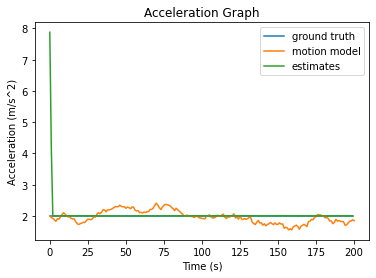 Acceleration Graph
8
7
6
5
4
3
2
Acceleration (m/s^2)
ground truth
motion model
estimates
0 25 50 75 100 125 150 175 200
Time (s)